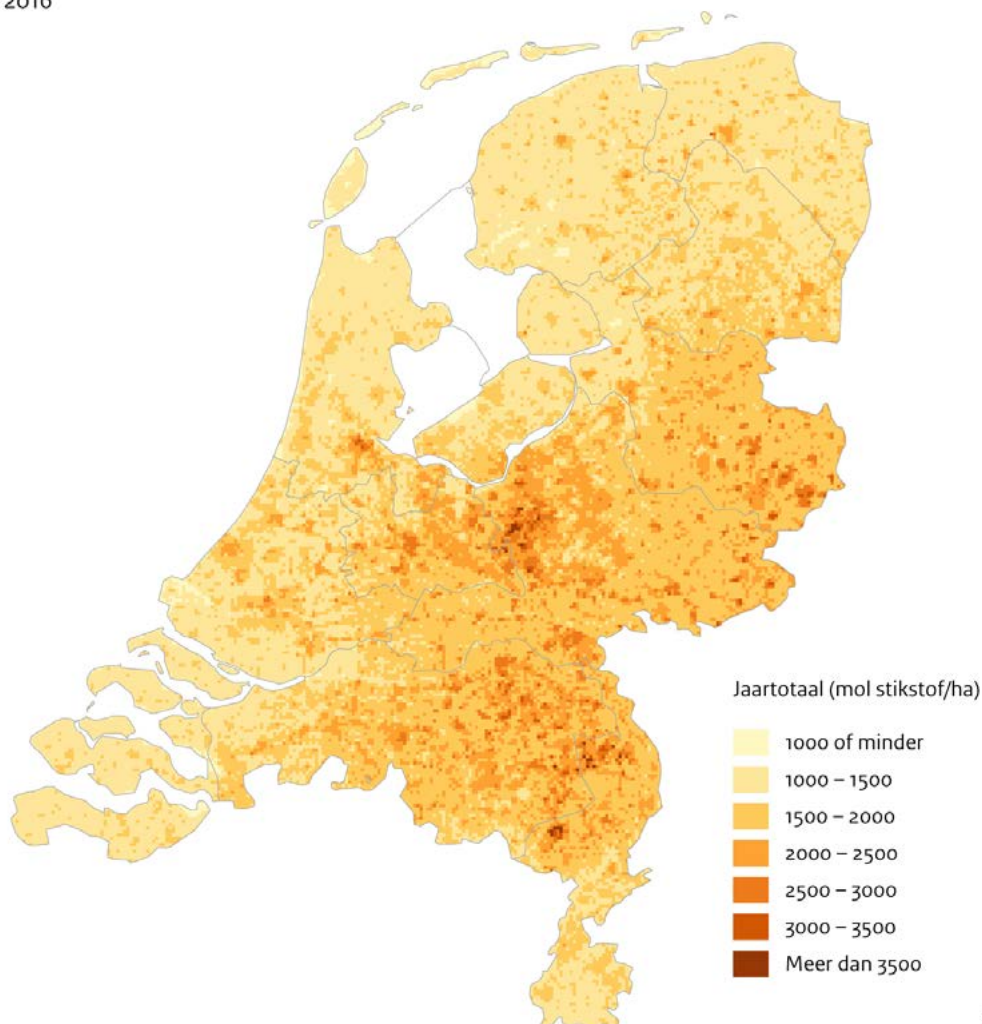 2016
Jaartotaal (mol stikstof/ha)
1000 of minder
1000 – 1500
1500 – 2000
2000 – 2500
2500 – 3000
3000 – 3500
Meer dan 3500